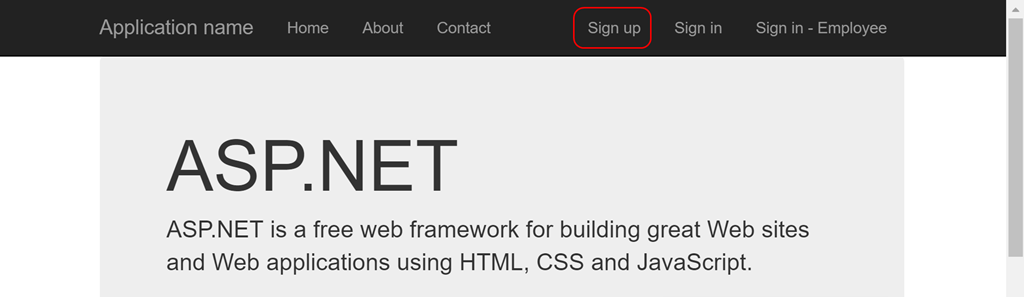 Application name Home About Contact Sign up Sign in Sign in - Employee
ASP.NET
ASP.NET is a free web framework for building great Web sites
and Web applications using HTML, CSS and JavaScript.